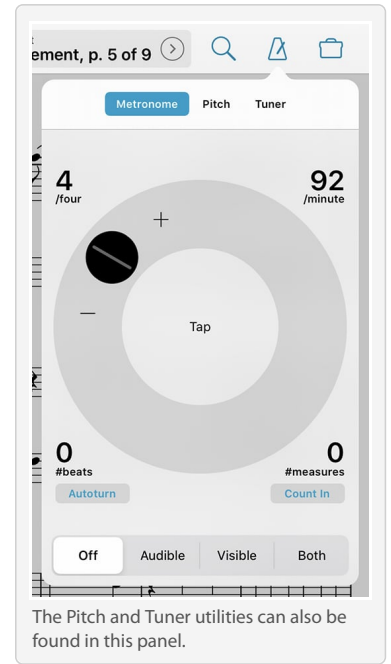 t
ement, p. 5 of 9
Metronome Pitch Tuner
4 92
/four /minute
+
−
Tap
0 0
#beats #measures
Autoturn Count In
Off Audible Visible Both
The Pitch and Tuner utilities can also be
found in this panel.